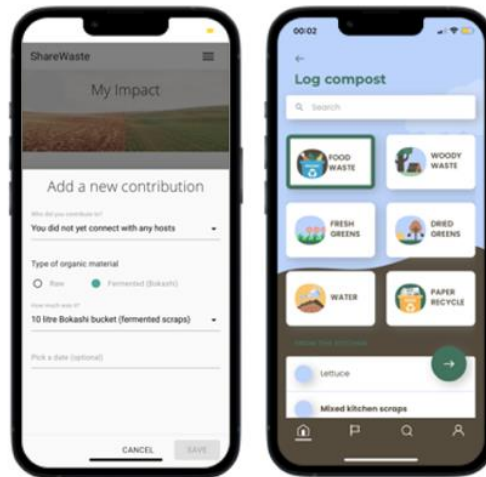 ShareWaste
My Impact
Add a new contribution
Who did you contribute to?
You did not yet connect with any hosts
Type of organic material
Raw
Fermented (Bokashi)
How much was it?
10 litre Bokashi bucket (fermented scraps)
Pick a date (optional)
CANCEL
SAVE
00:02
Log compost
Search
FOOD
WASTE
WOODY
WASTE
FRESH
GREENS
DRIED
GREENS
WATER
PAPER
RECYCLE
FROM THE KITCHEN
Lettuce
Mixed kitchen scraps